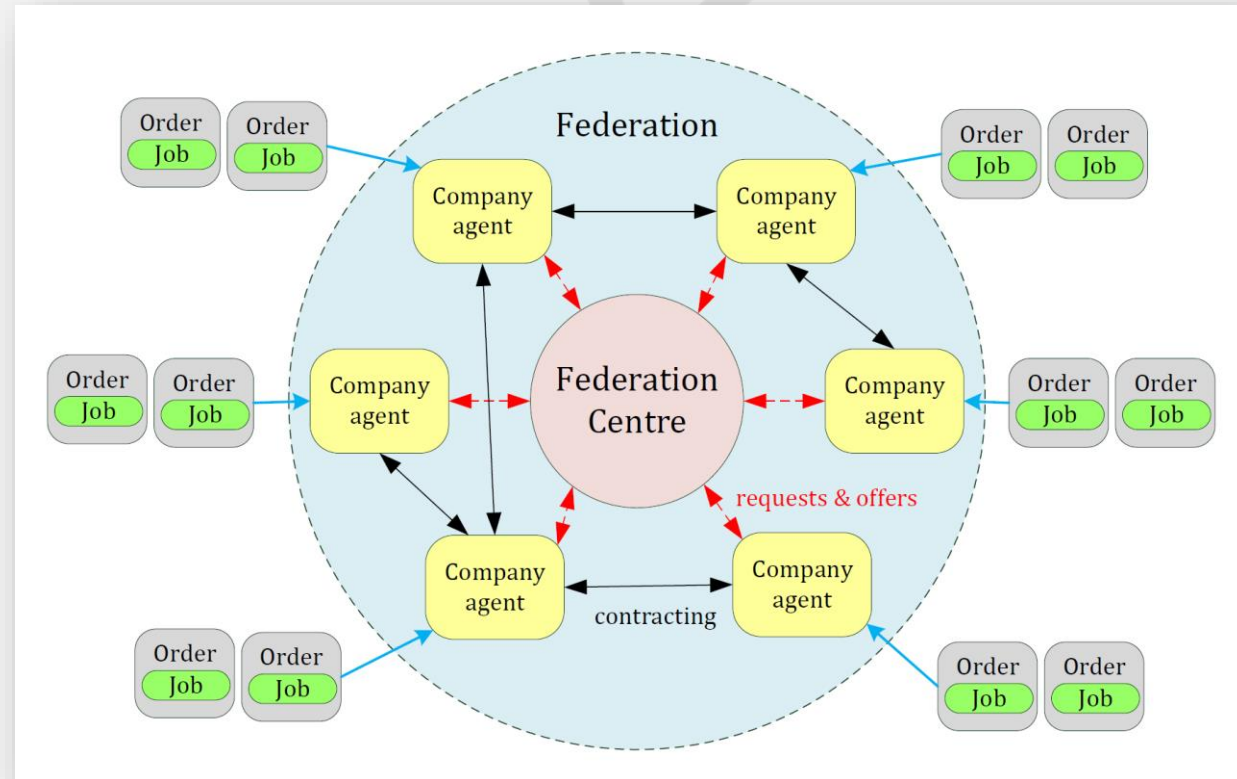 Federation
Order
Job
Order
Job
Order
Job
Order
Job
Company
agent
Company
agent
Order
Job
Order
Job
Company
agent
Federation
Centre
Company
agent
Order
Job
Order
Job
requests & offers
Company
agent
contracting
Company
agent
Order
Job
Order
Job
Order
Job
Order
Job